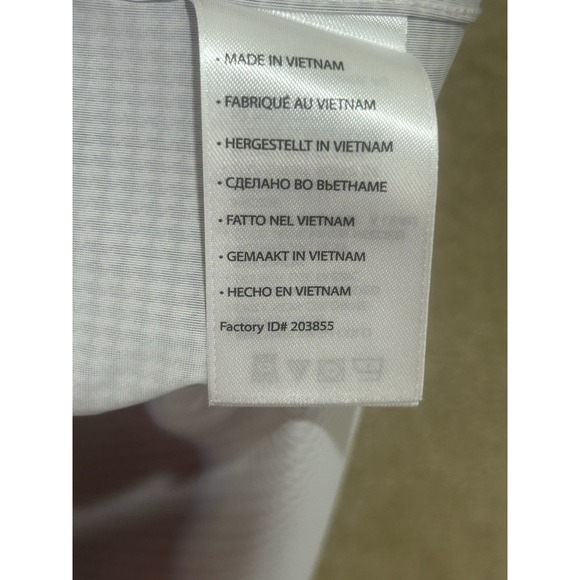 • MADE IN VIETNAM
• FABRIQUÉ AU VIETNAM
• HERGESTELLT IN VIETNAM
• СДЕЛАНО ВО ВЬЕТНАМЕ
• FATTO NEL VIETNAM
• GEMAAKT IN VIETNAM
• HECHO EN VIETNAM
Factory ID# 203855